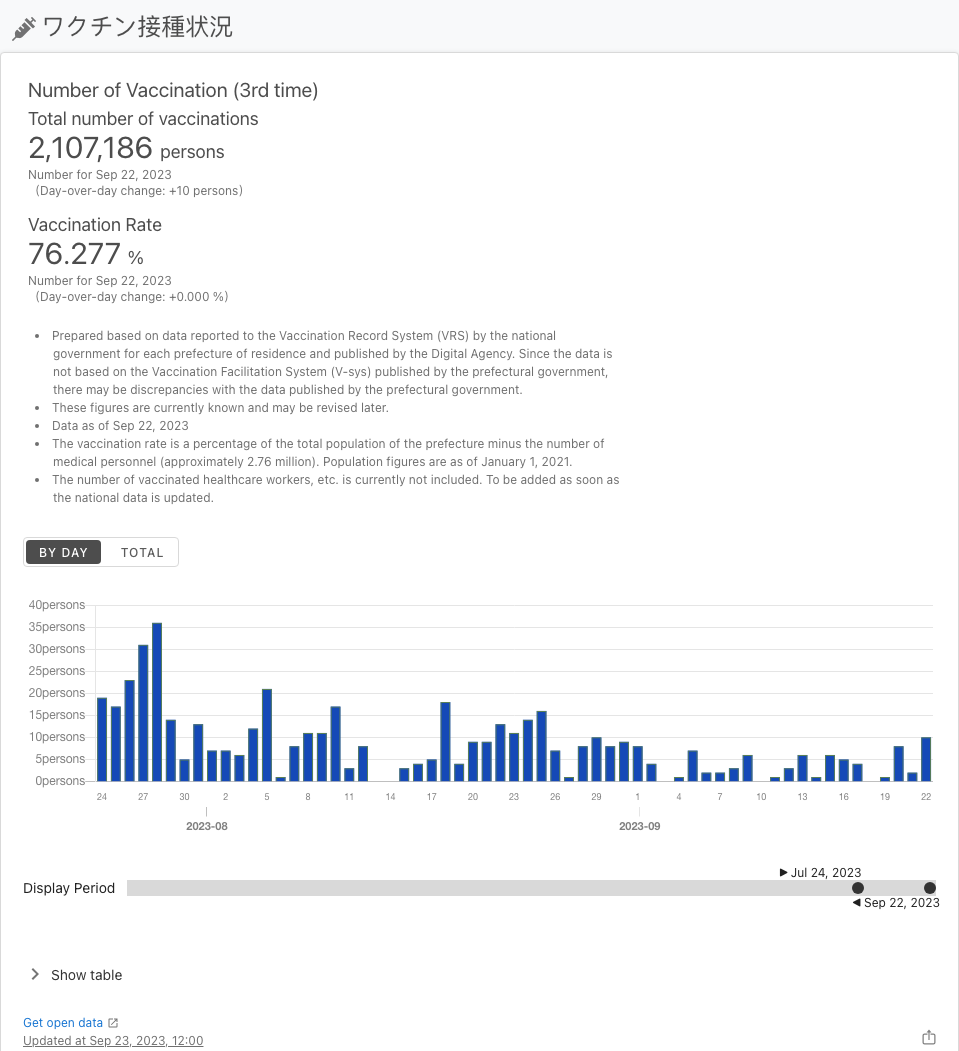 ワクチン接種状況
Number of Vaccination (3rd time)
Total number of vaccinations
2,107,186 persons
Number for Sep 22, 2023
(Day-over-day change: +10 persons)
Vaccination Rate
76.277 %
Number for Sep 22, 2023
(Day-over-day change: +0.000 %)
• Prepared based on data reported to the Vaccination Record System (VRS) by the national
government for each prefecture of residence and published by the Digital Agency. Since the data is
not based on the Vaccination Facilitation System (V-sys) published by the prefectural government,
there may be discrepancies with the data published by the prefectural government.
• These figures are currently known and may be revised later.
• Data as of Sep 22, 2023
• The vaccination rate is a percentage of the total population of the prefecture minus the number of
medical personnel (approximately 2.76 million). Population figures are as of January 1, 2021.
• The number of vaccinated healthcare workers, etc. is currently not included. To be added as soon as
the national data is updated.
BY DAY TOTAL
40persons
35persons
30persons
25persons
20persons
15persons
10persons
5persons
0persons
24 27 30 2 5 8 11 14 17 20 23 26 29 1 4 7 10 13 16 19 22
2023-08 2023-09
▶ Jul 24, 2023
Display Period
◀ Sep 22, 2023
Show table
Get open data
Updated at Sep 23, 2023, 12:00